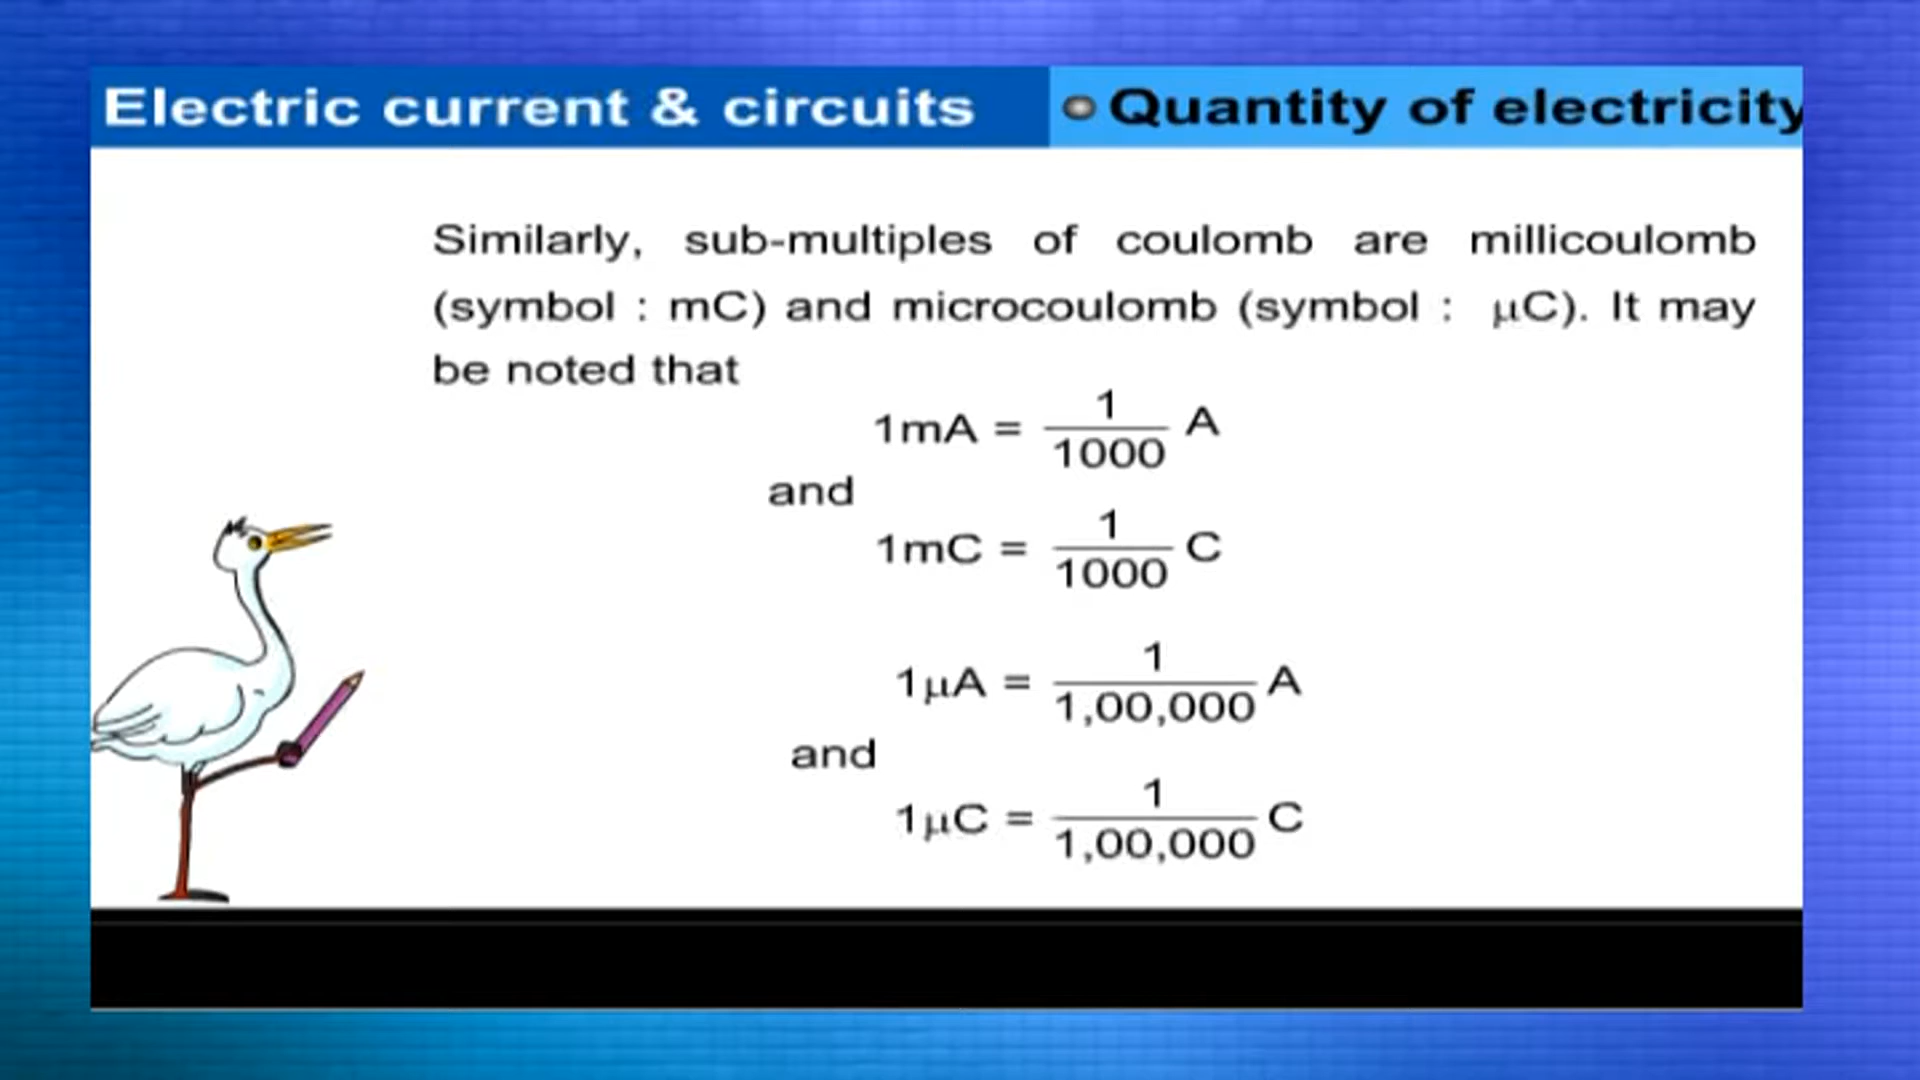 Electric current & circuits
Quantity of electricity
Similarly, sub-multiples of coulomb are millicoulomb
(symbol : mC) and microcoulomb (symbol : μC). It may
be noted that
1mA = 1/1000 A
and
1mC = 1/1000 C
1μA = 1/1,00,000 A
and
1μC = 1/1,00,000 C